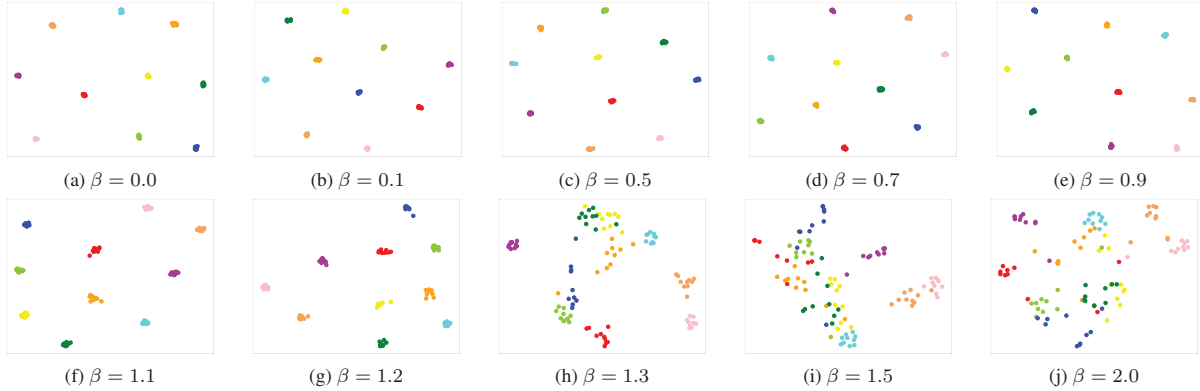 (a) β = 0.0
(b) β = 0.1
(c) β = 0.5
(d) β = 0.7
(e) β = 0.9
(f) β = 1.1
(g) β = 1.2
(h) β = 1.3
(i) β = 1.5
(j) β = 2.0